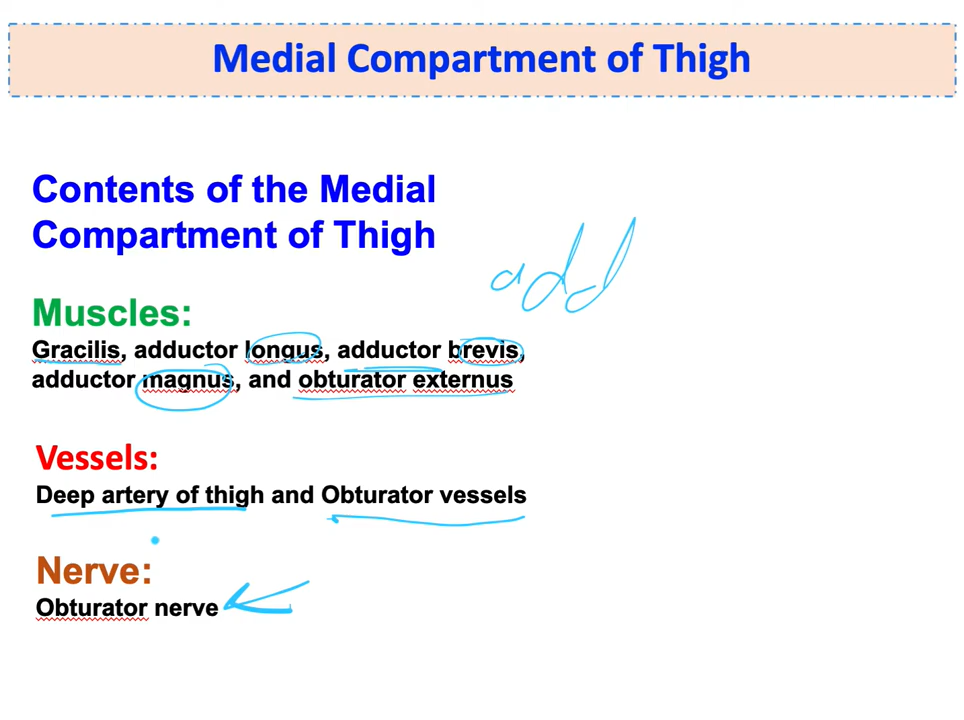 Medial Compartment of Thigh
Contents of the Medial
Compartment of Thigh
add
Muscles:
Gracilis, adductor longus, adductor brevis,
adductor magnus, and obturator externus
Vessels:
Deep artery of thigh and Obturator vessels
Nerve:
Obturator nerve